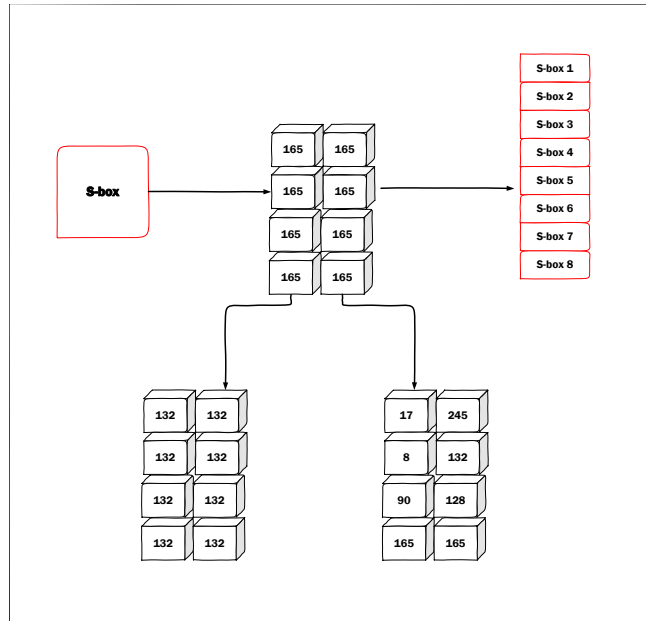 S-box
165 165
165 165
165 165
165 165
S-box 1
S-box 2
S-box 3
S-box 4
S-box 5
S-box 6
S-box 7
S-box 8
132 132
132 132
132 132
132 132
17 245
8 132
90 128
165 165